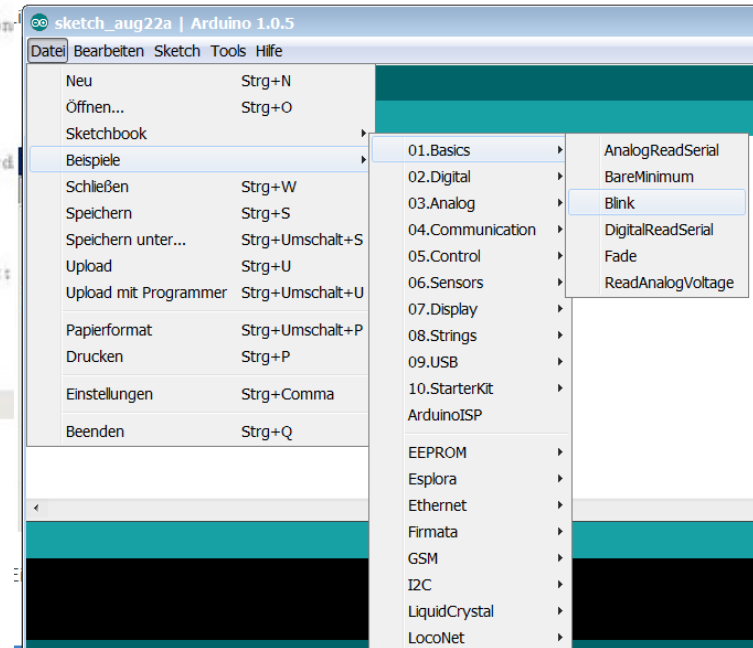 sketch_aug22a | Arduino 1.0.5
Datei Bearbeiten Sketch Tools Hilfe
Neu Strg+N
Öffnen... Strg+O
Sketchbook
Beispiele
Schließen Strg+W
Speichern Strg+S
Speichern unter... Strg+Umschalt+S
Upload Strg+U
Upload mit Programmer Strg+Umschalt+U
Papierformat Strg+Umschalt+P
Drucken Strg+P
Einstellungen Strg+Comma
Beenden Strg+Q
01.Basics
02.Digital
03.Analog
04.Communication
05.Control
06.Sensors
07.Display
08.Strings
09.USB
10.StarterKit
ArduinoISP
EEPROM
Esplora
Ethernet
Firmata
GSM
I2C
LiquidCrystal
LocoNet
AnalogReadSerial
BareMinimum
Blink
DigitalReadSerial
Fade
ReadAnalogVoltage